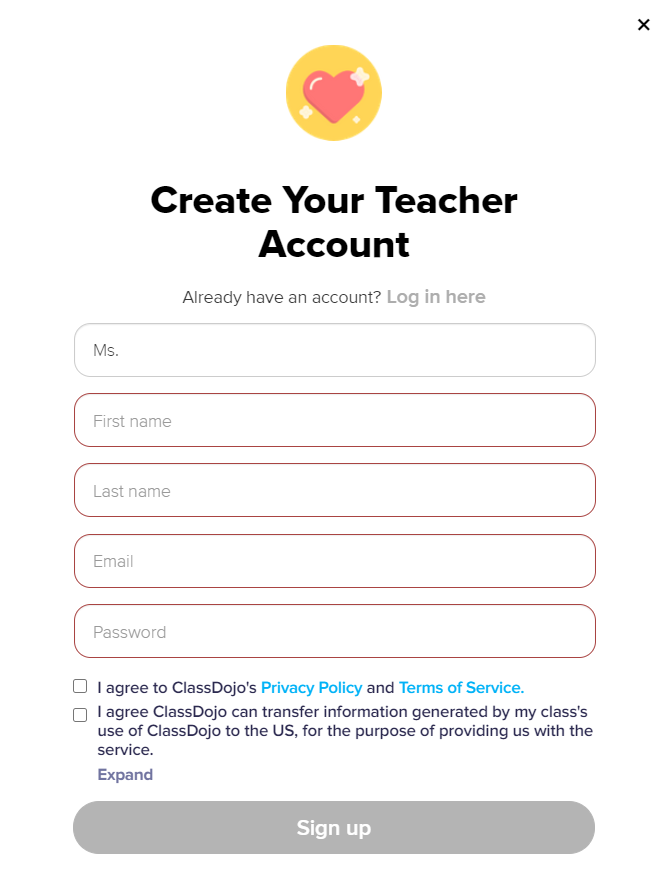 Create Your Teacher
Account
Already have an account? Log in here
Ms.
First name
Last name
Email
Password
I agree to ClassDojo's Privacy Policy and Terms of Service.
I agree ClassDojo can transfer information generated by my class's
use of ClassDojo to the US, for the purpose of providing us with the
service.
Expand
Sign up